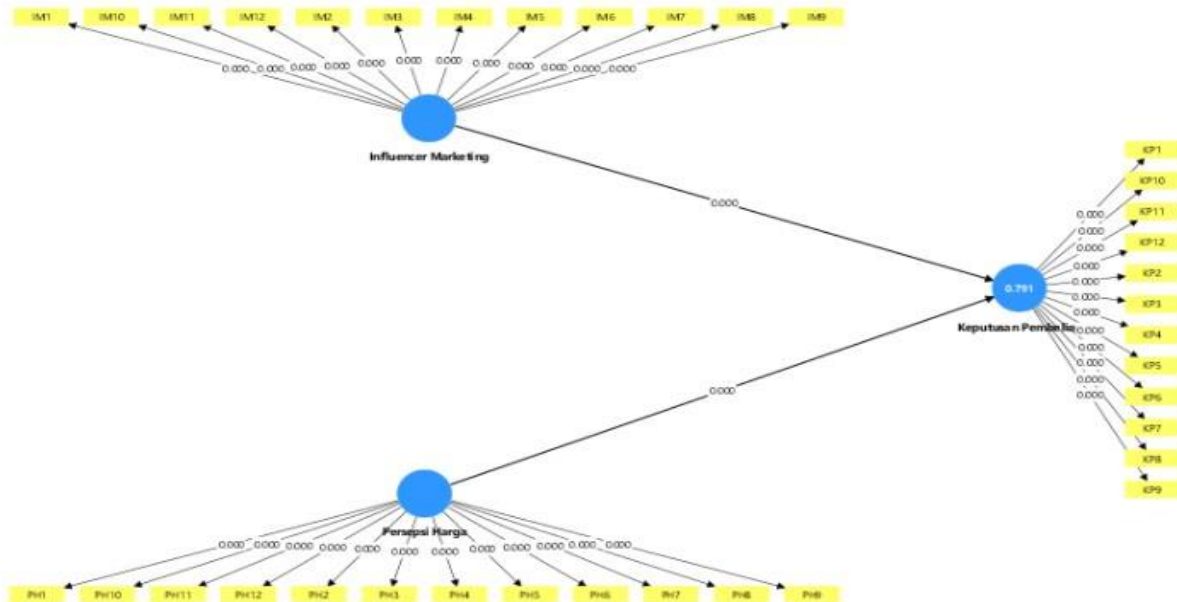 IM1 IM10 IM11 IM12 IM2 IM3 IM4 IM5 IM6 IM7 IM8 IM9
0.000 0.000 0.000 0.000 0.000 0.000 0.000 0.000 0.000 0.000 0.000 0.000
Influencer Marketing
0.000
KP1
KP10
KP11
KP12
KP2
KP3
KP4
KP5
KP6
KP7
KP8
KP9
0.000
0.000
0.000
0.000
0.000
0.000
0.000
0.000
0.000
0.000
0.000
0.000
0.791
Keputusan Pembelia
0.000
Persepsi Harga
0.000 0.000 0.000 0.000 0.000 0.000 0.000 0.000 0.000 0.000 0.000 0.000
PH1 PH10 PH11 PH12 PH2 PH3 PH4 PH5 PH6 PH7 PH8 PH9